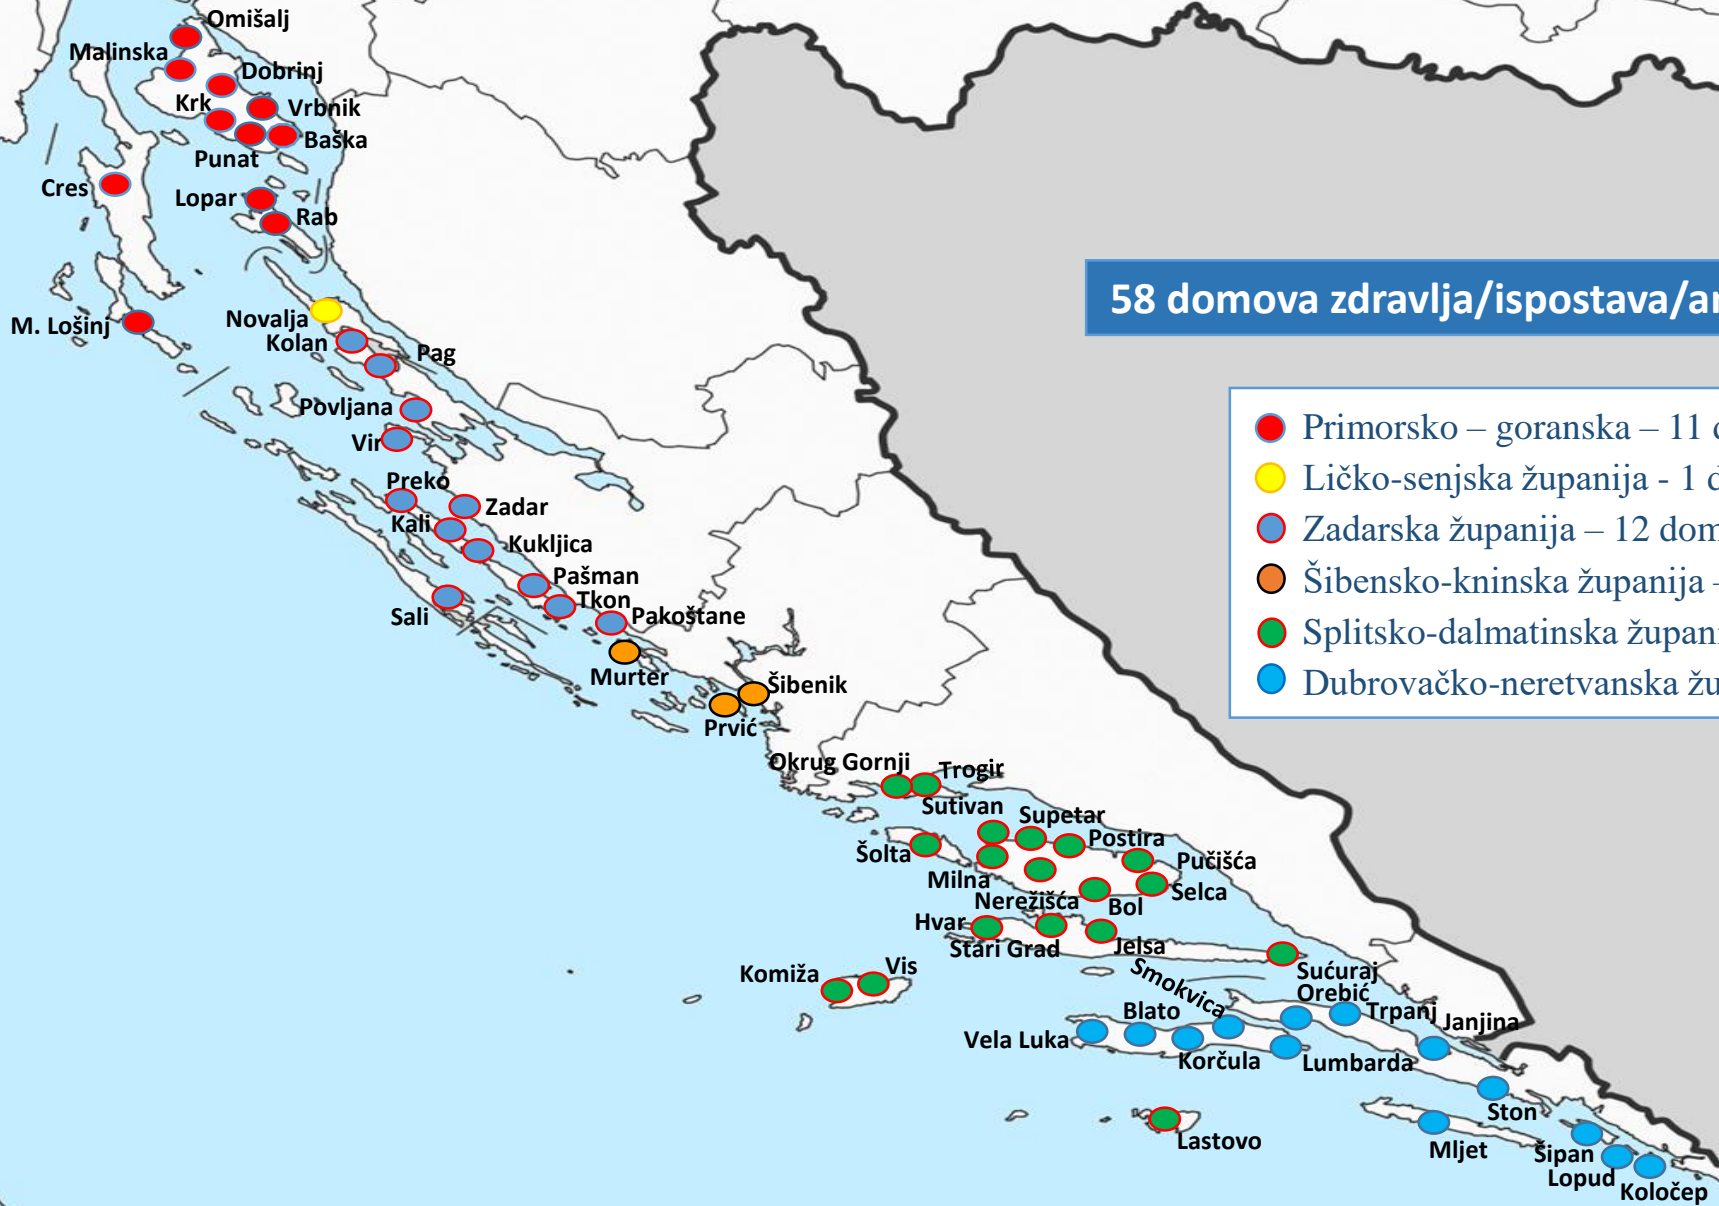 Omišalj
Malinska
Dobrinj
Krk
Vrbnik
Baška
Punat
Cres
Lopar
Rab
M. Lošinj
Novalja
Kolan
Pag
Povljana
Vir
Preko
Zadar
Kali
Kukljica
Pašman
Tkon
Sali
Pakoštane
Murter
Šibenik
Prvić
58 domova zdravlja/ispostava/
Primorsko – goranska – 11
Ličko-senjska županija - 1
Zadarska županija – 12
Šibensko-kninska županija –
Splitsko-dalmatinska
Dubrovačko-neretvanska
Okrug Gornji
Trogir
Sutivan
Supetar
Postira
Šolta
Pučišća
Milna
Selca
Nerežišća
Bol
Hvar
Stari Grad
Jelsa
Komiža
Vis
Smokvica
Sućuraj
Orebić
Trpanj
Janjina
Blato
Vela Luka
Korčula
Lumbarda
Ston
Lastovo
Mljet
Šipan
Lopud
Koločep